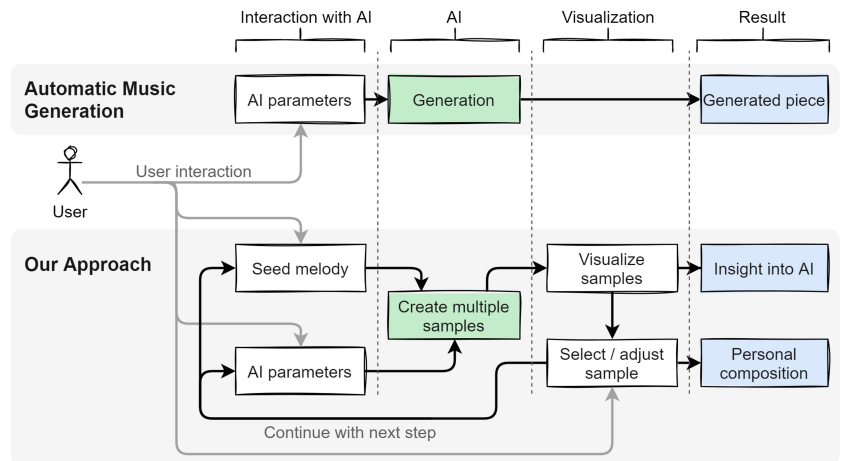 Interaction with AI
AI
Visualization
Result
Automatic Music
Generation
AI parameters
Generation
Generated piece
User interaction
User
Our Approach
Seed melody
Visualize
samples
Insight into AI
Create multiple
samples
AI parameters
Select / adjust
sample
Personal
composition
Continue with next step